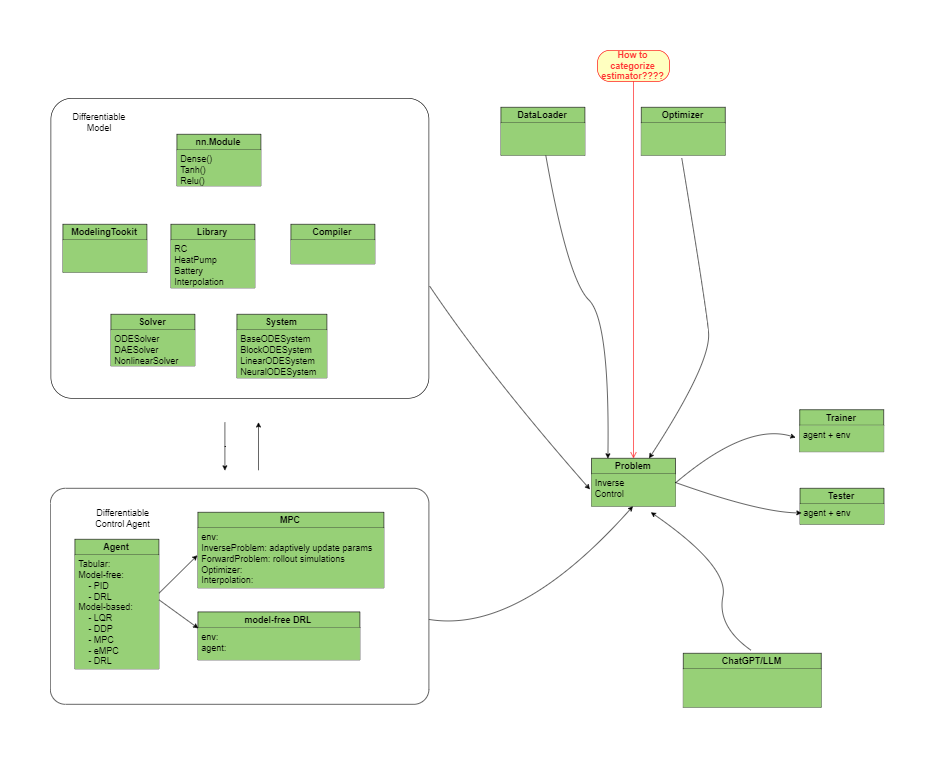 How to
categorize
estimator????
DataLoader
Optimizer
Differentiable
Model
nn.Module
Dense()
Tanh()
Relu()
ModelingTookit
Library
RC
HeatPump
Battery
Interpolation
Compiler
Solver
ODESolver
DAESolver
NonlinearSolver
System
BaseODESystem
BlockODESystem
LinearODESystem
NeuralODESystem
Problem
Inverse
Control
Trainer
agent + env
Tester
agent + env
Differentiable
Control Agent
Agent
Tabular:
Model-free:
- PID
- DRL
Model-based:
- LQR
- DDP
- MPC
- eMPC
- DRL
MPC
env:
InverseProblem: adaptively update params
ForwardProblem: rollout simulations
Optimizer:
Interpolation:
model-free DRL
env:
agent:
ChatGPT/LLM